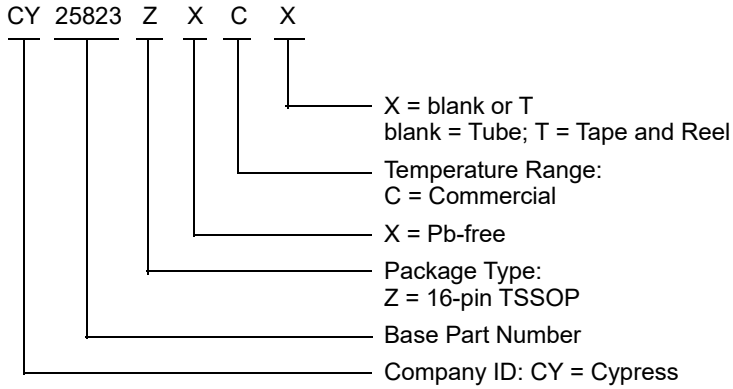 CY 25823 Z X C X
X = blank or T
blank = Tube; T = Tape and Reel
Temperature Range:
C = Commercial
X = Pb-free
Package Type:
Z = 16-pin TSSOP
Base Part Number
Company ID: CY = Cypress